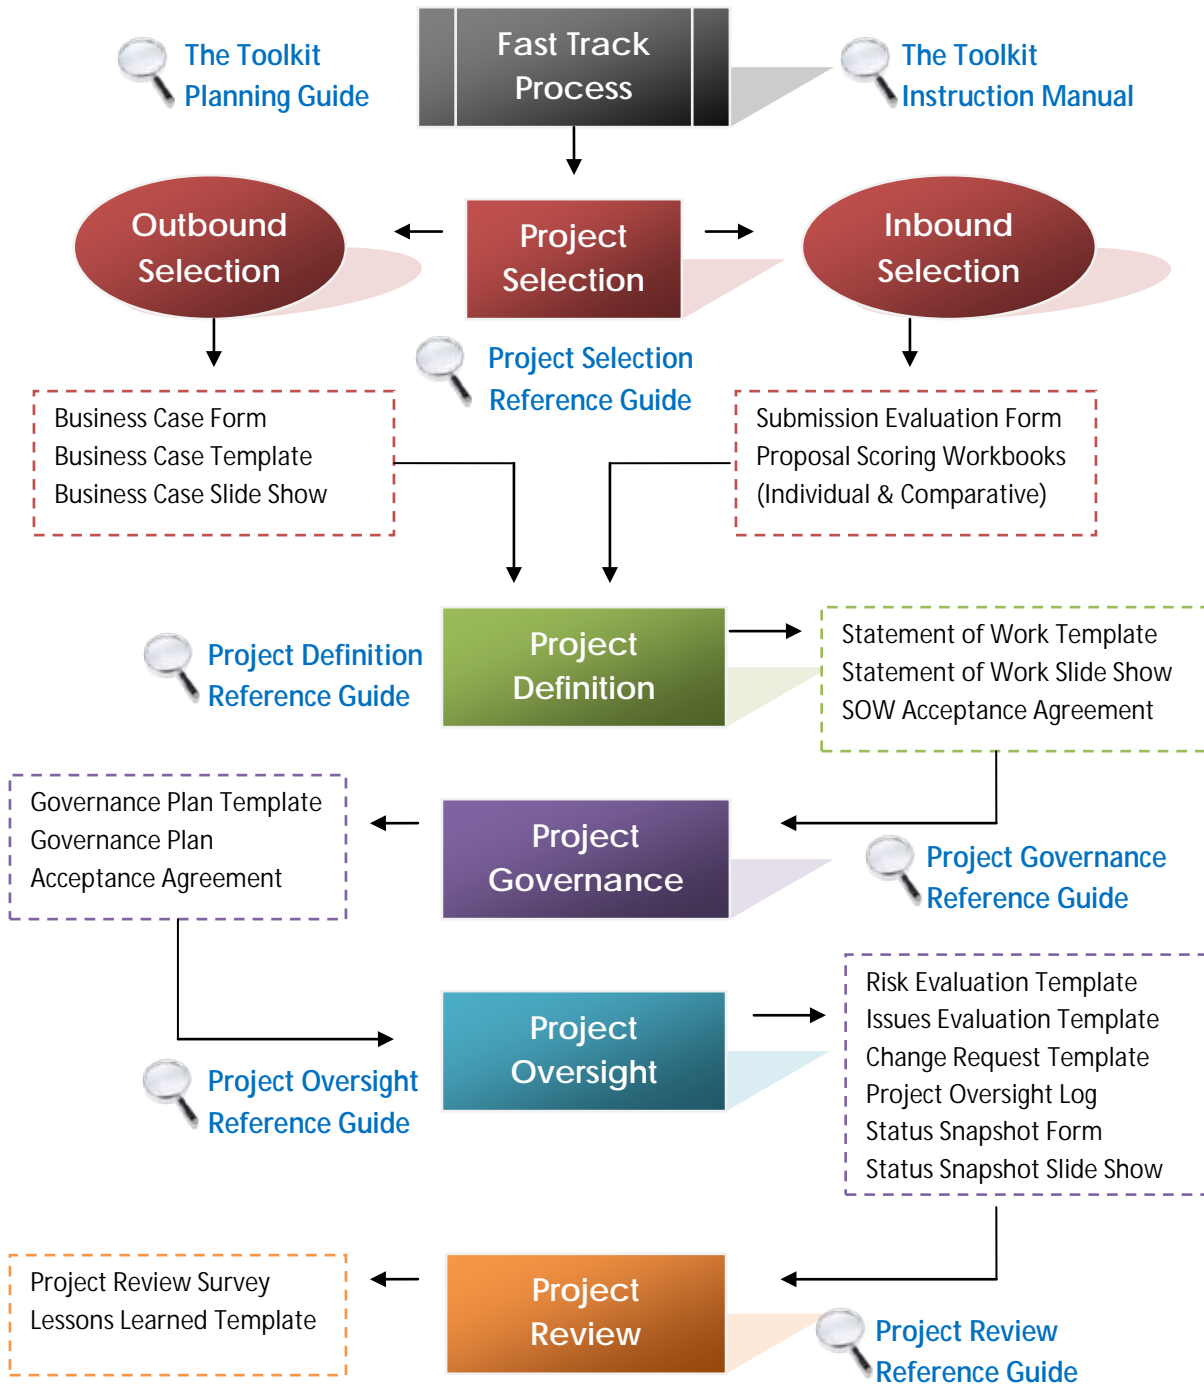 The Toolkit
Planning Guide
Fast Track
Process
The Toolkit
Instruction Manual
Outbound
Selection
Project
Selection
Inbound
Selection
Project Selection
Reference Guide
Business Case Form
Business Case Template
Business Case Slide Show
Submission Evaluation Form
Proposal Scoring Workbooks
(Individual & Comparative)
Project Definition
Reference Guide
Project
Definition
Statement of Work Template
Statement of Work Slide Show
SOW Acceptance Agreement
Governance Plan Template
Governance Plan
Acceptance Agreement
Project
Governance
Project Governance
Reference Guide
Project Oversight
Reference Guide
Project
Oversight
Risk Evaluation Template
Issues Evaluation Template
Change Request Template
Project Oversight Log
Status Snapshot Form
Status Snapshot Slide Show
Project Review Survey
Lessons Learned Template
Project
Review
Project Review
Reference Guide